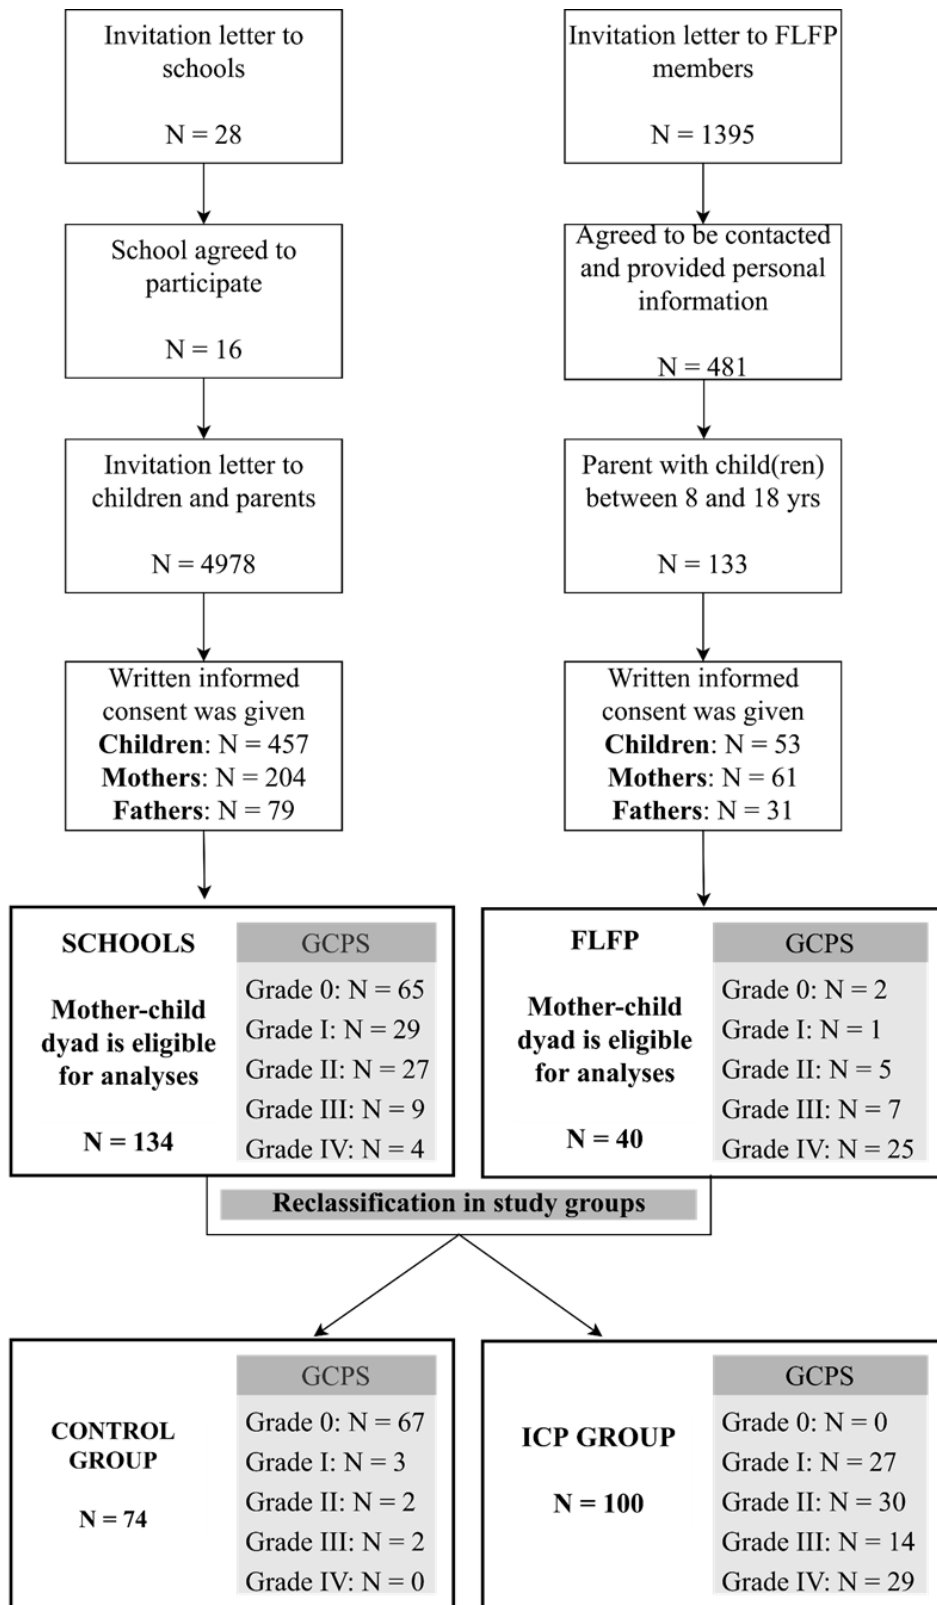 Invitation letter to
schools
N = 28
School agreed to
participate
N = 16
Invitation letter to
children and parents
N = 4978
Written informed
consent was given
Children: N = 457
Mothers: N = 204
Fathers: N = 79
Invitation letter to FLFP
members
N = 1395
Agreed to be contacted
and provided personal
information
N = 481
Parent with child(ren)
between 8 and 18 yrs
N = 133
Written informed
consent was given
Children: N = 53
Mothers: N = 61
Fathers: N = 31
SCHOOLS
Mother-child
dyad is eligible
for analyses
N = 134
GCPS
Grade 0: N = 65
Grade I: N = 29
Grade II: N = 27
Grade III: N = 9
Grade IV: N = 4
FLFP
Mother-child
dyad is eligible
for analyses
N = 40
GCPS
Grade 0: N = 2
Grade I: N = 1
Grade II: N = 5
Grade III: N = 7
Grade IV: N = 25
Reclassification in study groups
CONTROL
GROUP
N = 74
GCPS
Grade 0: N = 67
Grade I: N = 3
Grade II: N = 2
Grade III: N = 2
Grade IV: N = 0
ICP GROUP
N = 100
GCPS
Grade 0: N = 0
Grade I: N = 27
Grade II: N = 30
Grade III: N = 14
Grade IV: N = 29